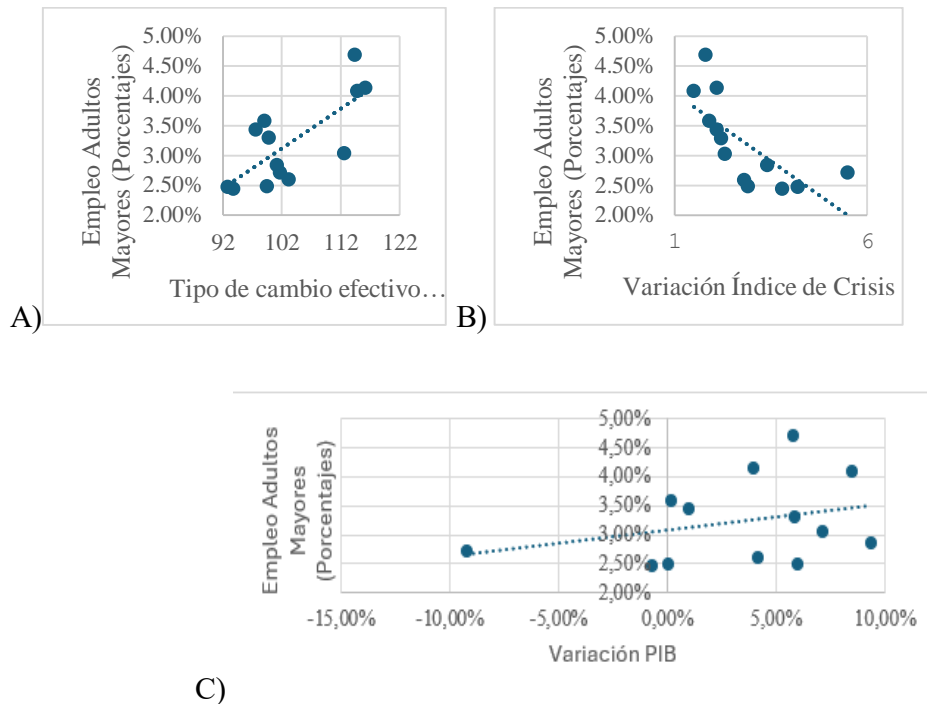 Empleo Adultos
Mayores (Porcentajes)
5.00%
4.50%
4.00%
3.50%
3.00%
2.50%
2.00%
92 102 112 122
Tipo de cambio efectivo…
A)
Empleo Adultos
Mayores (Porcentajes)
5.00%
4.50%
4.00%
3.50%
3.00%
2.50%
2.00%
1 6
Variación Índice de Crisis
B)
Empleo Adultos
Mayores
(Porcentajes)
5,00%
4,50%
4,00%
3,50%
3,00%
2,50%
2,00%
-15,00% -10,00% -5,00% 0,00% 5,00% 10,00%
Variación PIB
C)